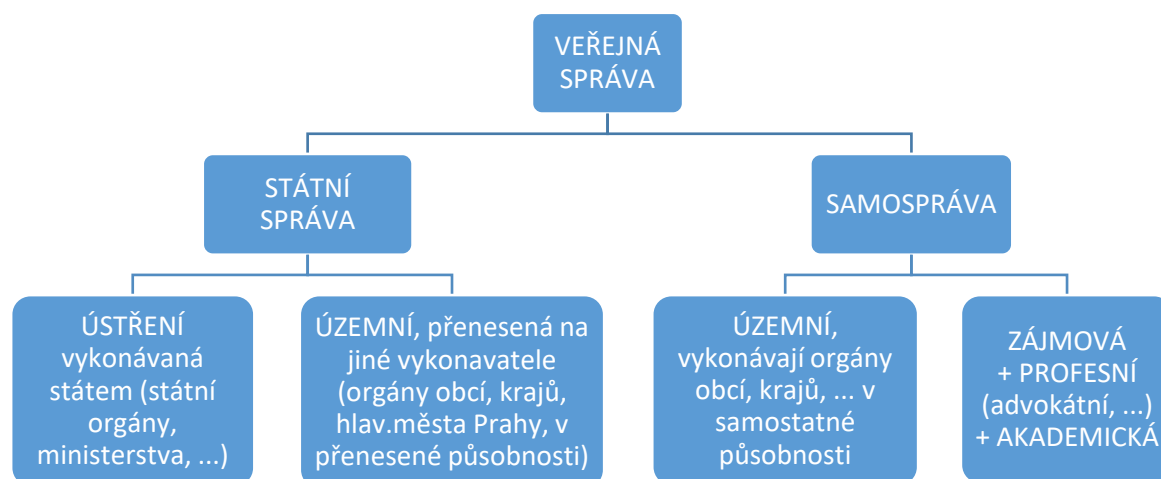 VEŘEJNÁ
SPRÁVA
STÁTNÍ
SPRÁVA
SAMOSPRÁVA
ÚSTŘENÍ
vykonávaná
státem (státní
orgány,
ministerstva, ...)
ÚZEMNÍ, přenesená na
jiné vykonavatele
(orgány obcí, krajů,
hlav.města Prahy, v
přenesené působnosti)
ÚZEMNÍ,
vykonávají orgány
obcí, krajů, ... v
samostatné
působnosti
ZÁJMOVÁ
+ PROFESNÍ
(advokátní, ...)
+ AKADEMICKÁ